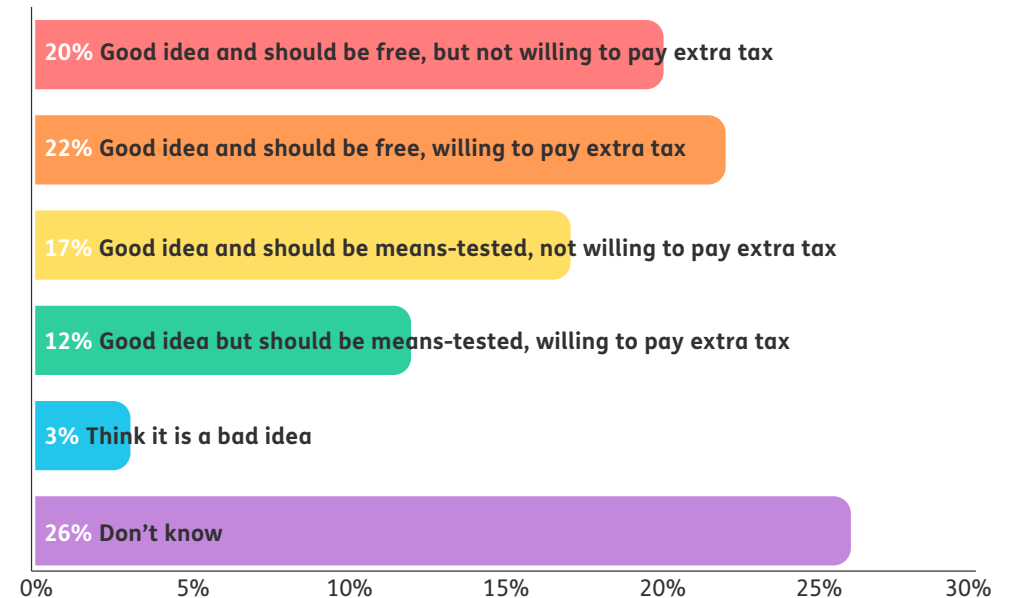 20% Good idea and should be free, but not willing to pay extra tax
22% Good idea and should be free, willing to pay extra tax
17% Good idea and should be means-tested, not willing to pay extra tax
12% Good idea but should be means-tested, willing to pay extra tax
3% Think it is a bad idea
26% Don’t know
0% 5% 10% 15% 20% 25% 30%